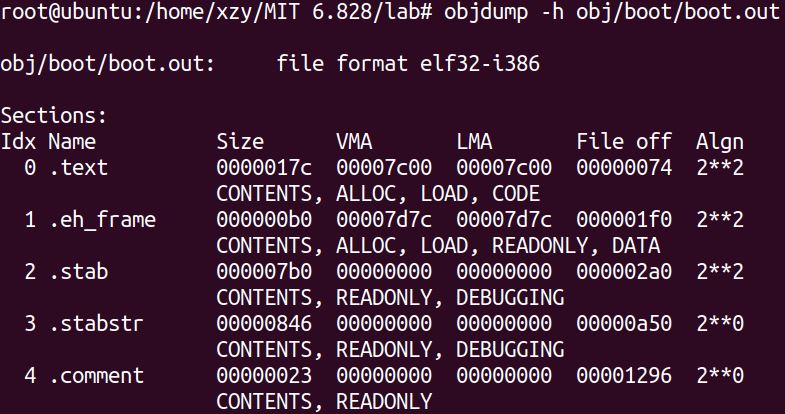 root@ubuntu:/home/xzy/MIT 6.828/lab# objdump -h obj/boot/boot.out
obj/boot/boot.out:     file format elf32-i386
Sections:
Idx Name          Size      VMA       LMA       File off  Algn
  0 .text         0000017c  00007c00  00007c00  00000074  2**2
                  CONTENTS, ALLOC, LOAD, CODE
  1 .eh_frame     000000b0  00007d7c  00007d7c  000001f0  2**2
                  CONTENTS, ALLOC, LOAD, READONLY, DATA
  2 .stab         000007b0  00000000  00000000  000002a0  2**2
                  CONTENTS, READONLY, DEBUGGING
  3 .stabstr      00000846  00000000  00000000  00000a50  2**0
                  CONTENTS, READONLY, DEBUGGING
  4 .comment      00000023  00000000  00000000  00001296  2**0
                  CONTENTS, READONLY